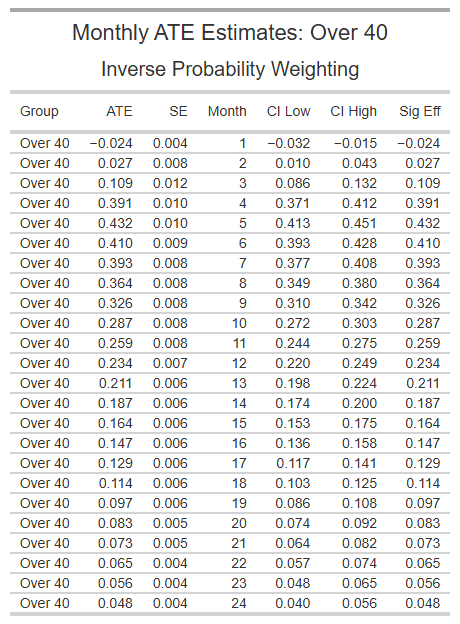 Monthly ATE Estimates: Over 40
Inverse Probability Weighting
Group ATE SE Month CI Low CI High Sig Eff
Over 40 −0.024 0.004 1 −0.032 −0.015 −0.024
Over 40 0.027 0.008 2 0.010 0.043 0.027
Over 40 0.109 0.012 3 0.086 0.132 0.109
Over 40 0.391 0.010 4 0.371 0.412 0.391
Over 40 0.432 0.010 5 0.413 0.451 0.432
Over 40 0.410 0.009 6 0.393 0.428 0.410
Over 40 0.393 0.008 7 0.377 0.408 0.393
Over 40 0.364 0.008 8 0.349 0.380 0.364
Over 40 0.326 0.008 9 0.310 0.342 0.326
Over 40 0.287 0.008 10 0.272 0.303 0.287
Over 40 0.259 0.008 11 0.244 0.275 0.259
Over 40 0.234 0.007 12 0.220 0.249 0.234
Over 40 0.211 0.006 13 0.198 0.224 0.211
Over 40 0.187 0.006 14 0.174 0.200 0.187
Over 40 0.164 0.006 15 0.153 0.175 0.164
Over 40 0.147 0.006 16 0.136 0.158 0.147
Over 40 0.129 0.006 17 0.117 0.141 0.129
Over 40 0.114 0.006 18 0.103 0.125 0.114
Over 40 0.097 0.006 19 0.086 0.108 0.097
Over 40 0.083 0.005 20 0.074 0.092 0.083
Over 40 0.073 0.005 21 0.064 0.082 0.073
Over 40 0.065 0.004 22 0.057 0.074 0.065
Over 40 0.056 0.004 23 0.048 0.065 0.056
Over 40 0.048 0.004 24 0.040 0.056 0.048